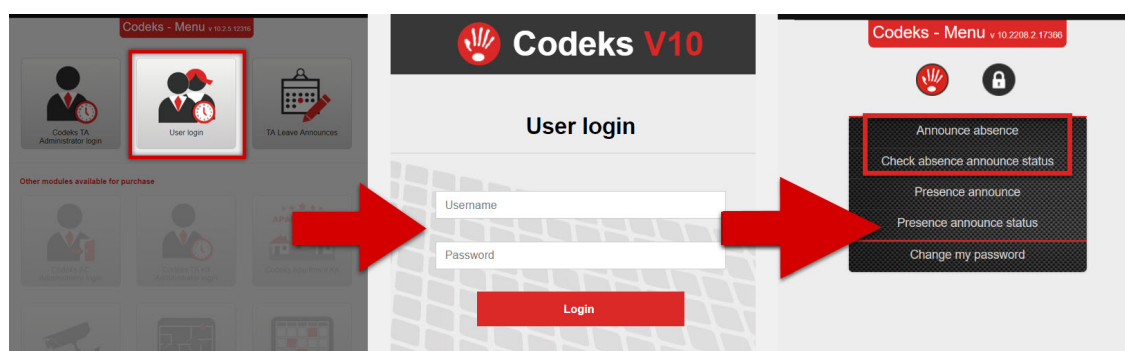 Codeks - Menu v 10.2.5.12316
Codeks TA
Administrator login
User login
TA Leave Announces
Other modules available for purchase
Codeks V10
User login
Username
Password
Login
Codeks - Menu v 10.2208.2.17366
Announce absence
Check absence announce status
Presence announce
Presence announce status
Change my password